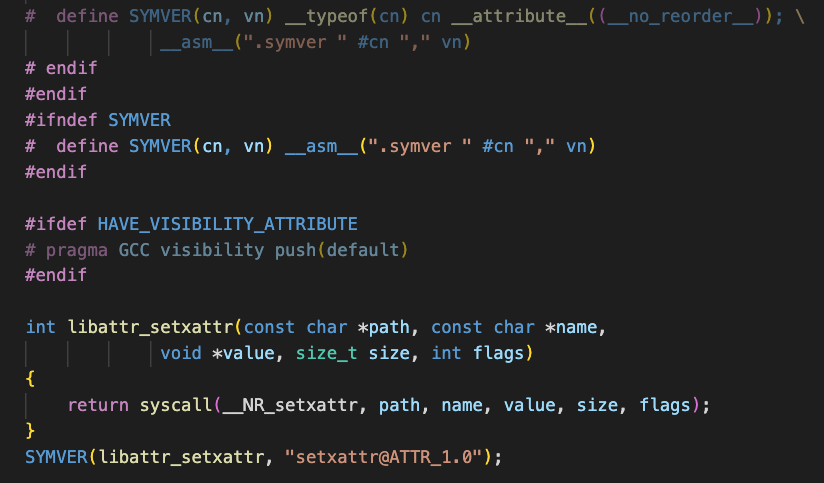 #  define SYMVER(cn, vn) __typeof(cn) cn __attribute__((__no_reorder__)); \
             __asm__(".symver " #cn "," vn)
# endif
#endif
#ifndef SYMVER
#  define SYMVER(cn, vn) __asm__(".symver " #cn "," vn)
#endif

#ifdef HAVE_VISIBILITY_ATTRIBUTE
# pragma GCC visibility push(default)
#endif

int libattr_setxattr(const char *path, const char *name,
             void *value, size_t size, int flags)
{
    return syscall(__NR_setxattr, path, name, value, size, flags);
}
SYMVER(libattr_setxattr, "setxattr@ATTR_1.0");